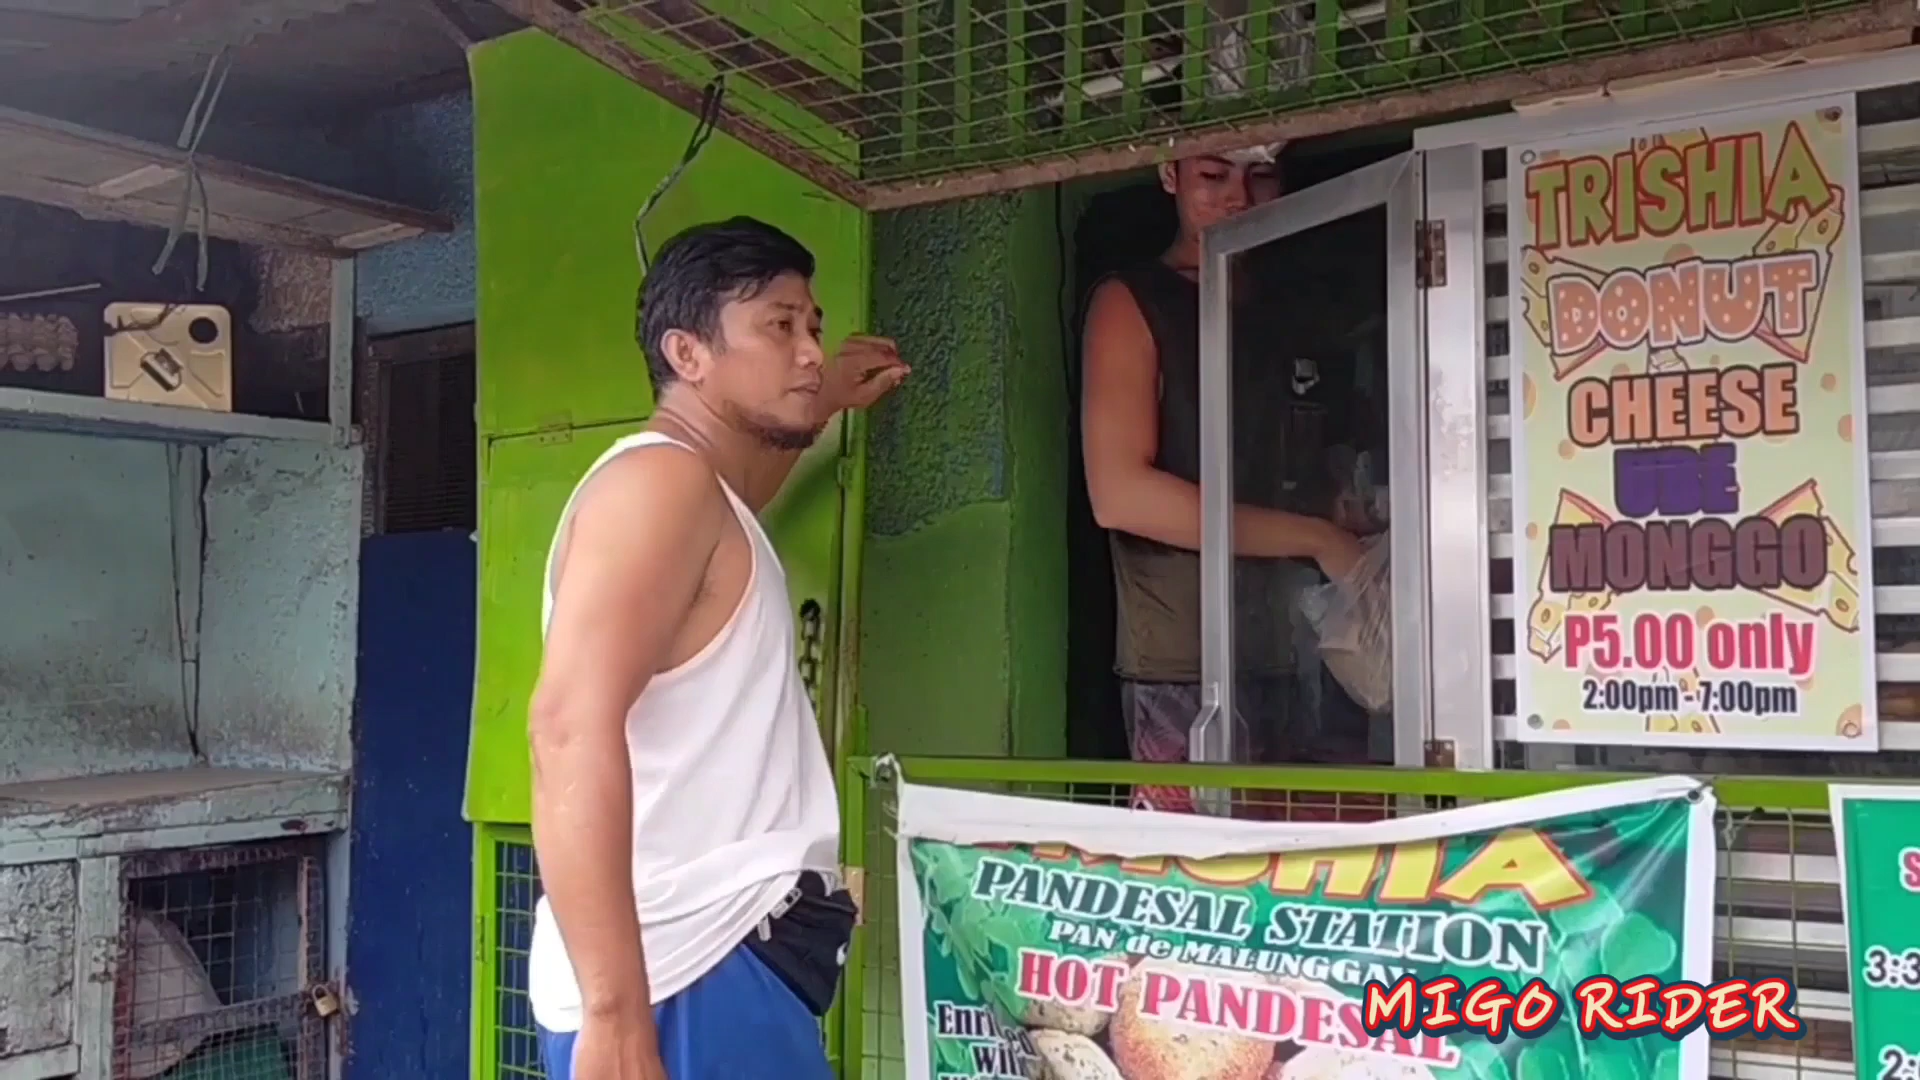 TRISHIA
DONUT
CHEESE
UBE
MONGGO
P5.00 only
2:00pm - 7:00pm
PANDESAL STATION
PAN de MALUNGGAY
HOT PANDESAL
MIGO RIDER